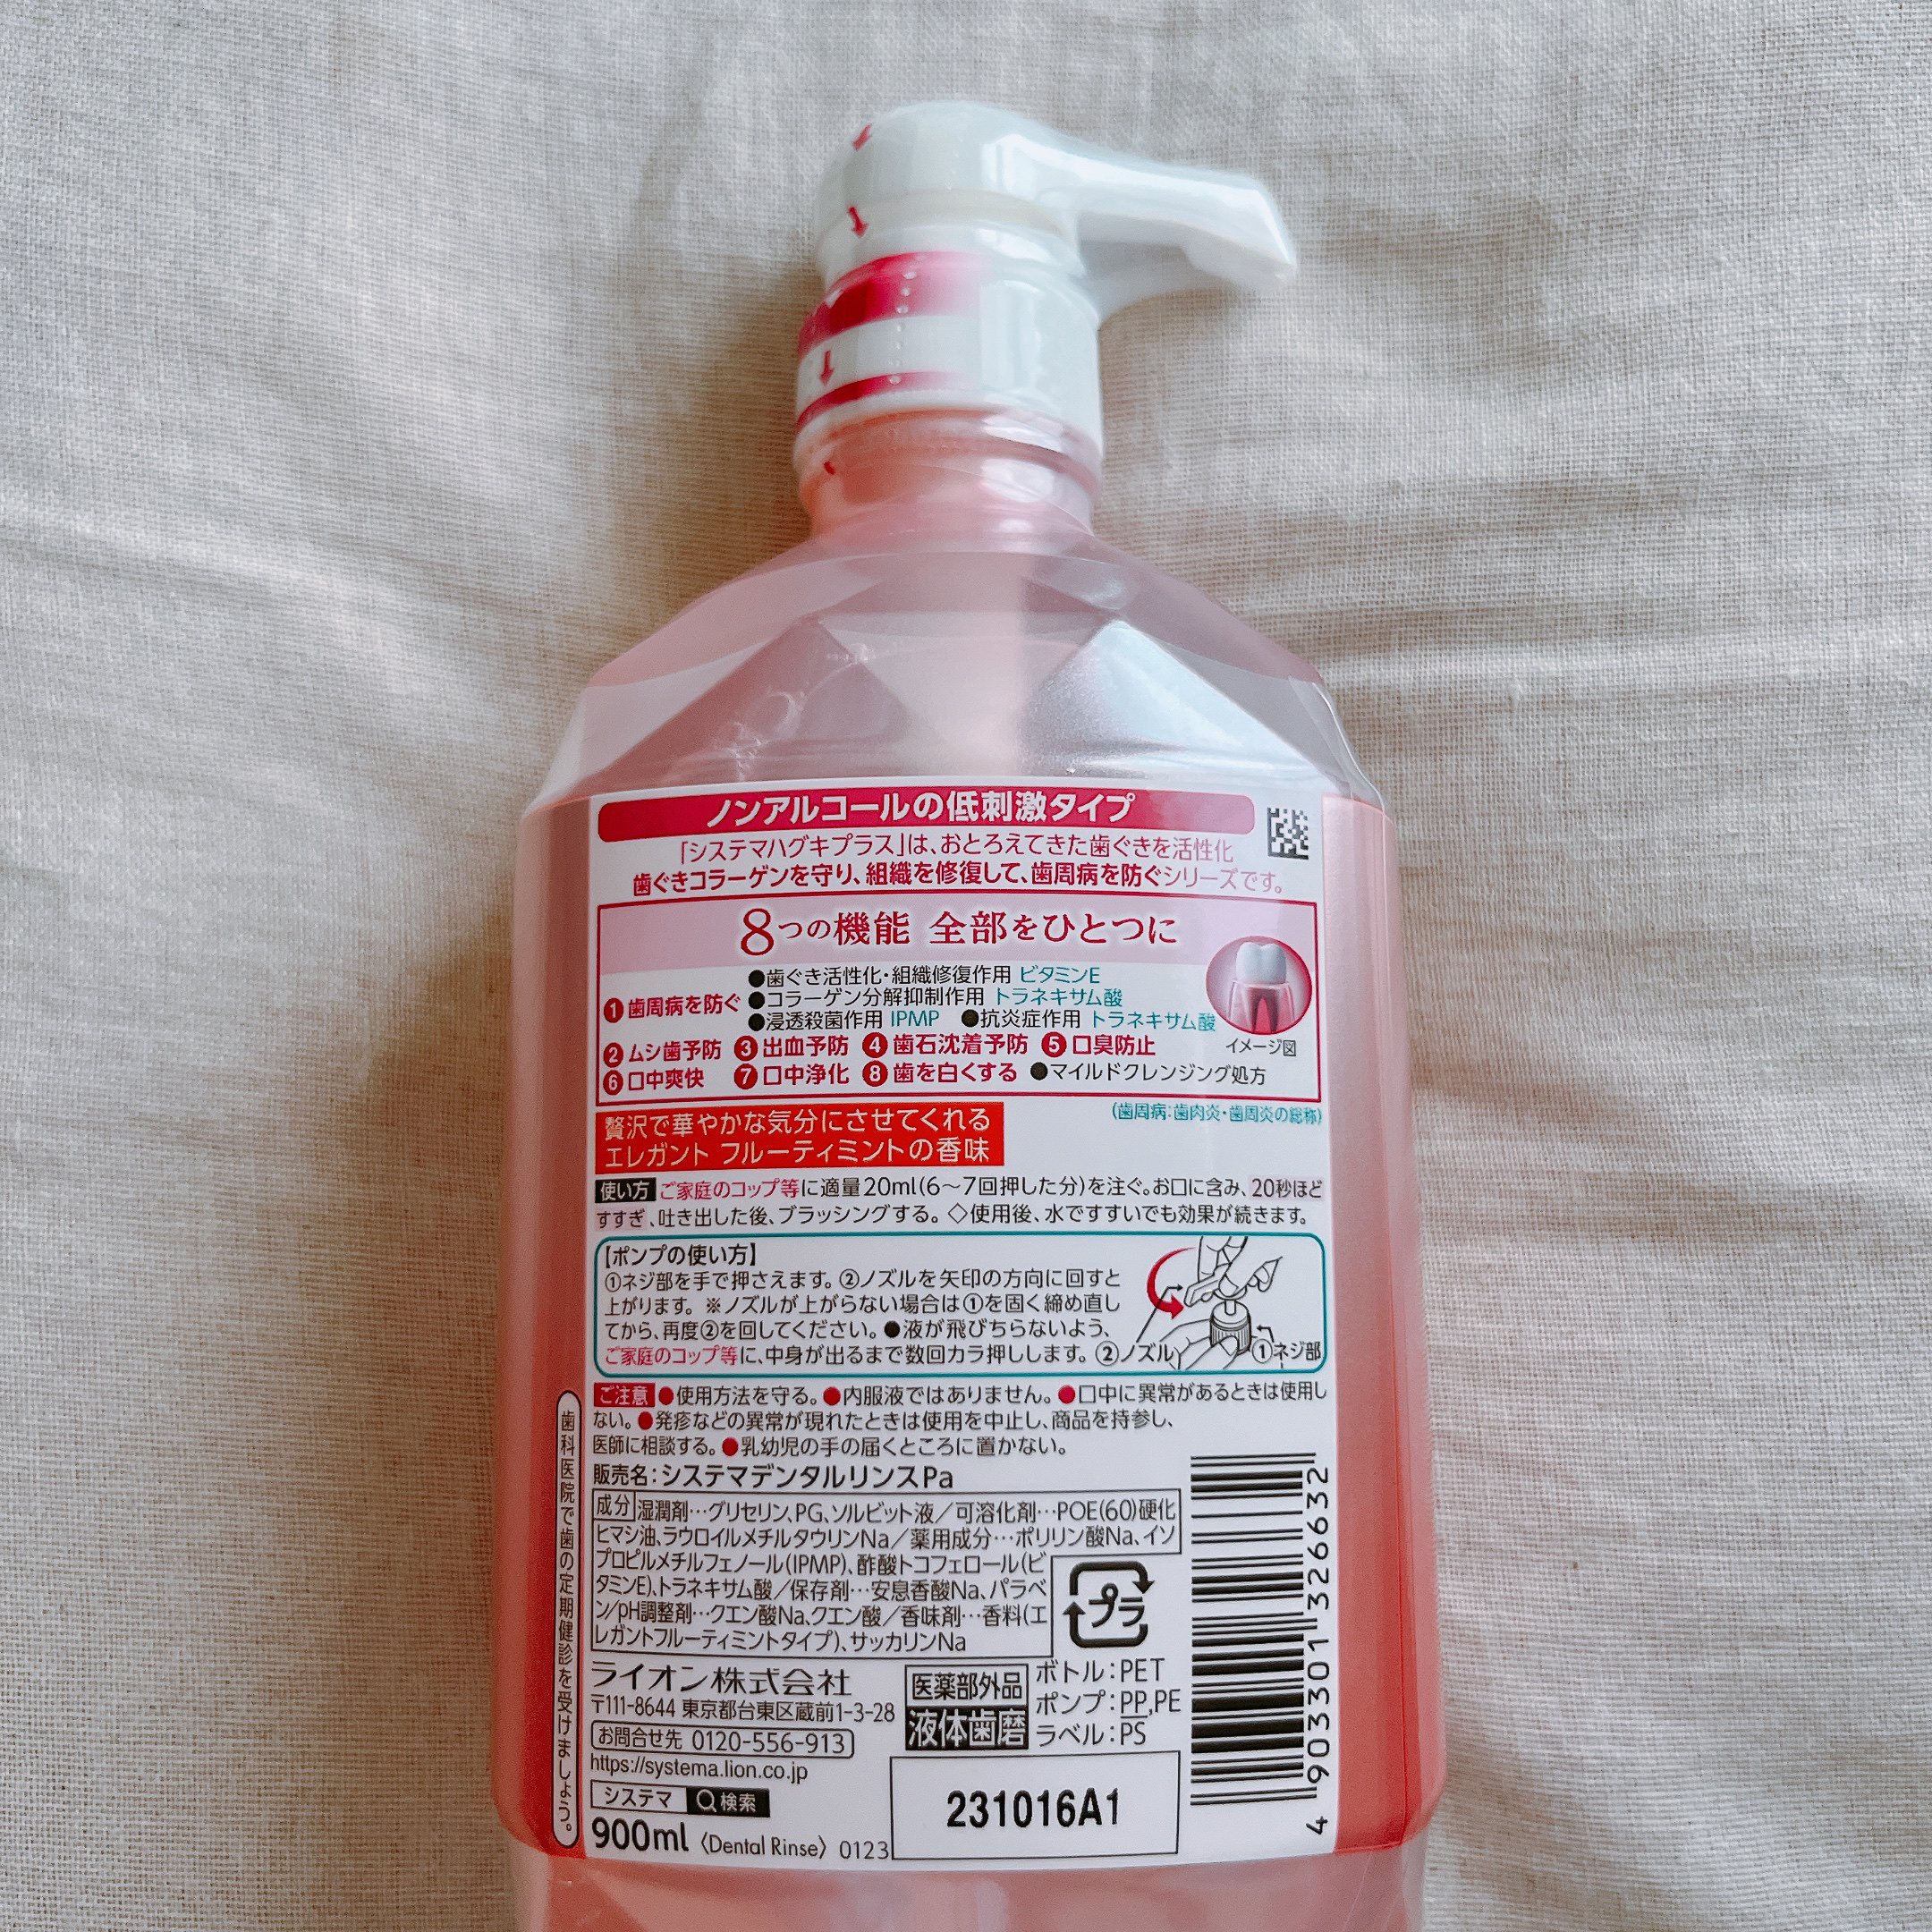 ノンアルコールの低刺激タイプ
「システマハグキプラス」は、おとろえてきた歯ぐきを活性化
歯ぐきコラーゲンを守り、組織を修復して、歯周病を防ぐシリーズです。
8つの機能 全部をひとつに
❶歯周病を防ぐ
●歯ぐき活性化・組織修復作用 ビタミンE
●コラーゲン分解抑制作用 トラネキサム酸
●浸透殺菌作用 IPMP ●抗炎症作用 トラネキサム酸
❷ムシ歯予防 ❸出血予防 ❹歯石沈着予防 ❺口臭防止
❻口中爽快 ❼口中浄化 ❽歯を白くする ●マイルドクレンジング処方
イメージ図
(歯周病:歯肉炎・歯周炎の総称)
贅沢で華やかな気分にさせてくれる
エレガント フルーティミントの香味
使い方 ご家庭のコップ等に適量20ml(6〜7回押した分)を注ぐ。お口に含み、20秒ほど
すすぎ、吐き出した後、ブラッシングする。◇使用後、水ですすいでも効果が続きます。
【ポンプの使い方】
①ネジ部を手で押さえます。②ノズルを矢印の方向に回すと
上がります。※ノズルが上がらない場合は①を固く締め直し
てから、再度②を回してください。●液が飛びちらないよう、
ご家庭のコップ等に、中身が出るまで数回カラ押しします。
②ノズル
①ネジ部
ご注意 ●使用方法を守る。●内服液ではありません。●口中に異常があるときは使用し
ない。●発疹などの異常が現れたときは使用を中止し、商品を持参し、
医師に相談する。●乳幼児の手の届くところに置かない。
販売名:システマデンタルリンスPa
成分 湿潤剤…グリセリン、PG、ソルビット液/可溶化剤…POE(60)硬化
ヒマシ油、ラウロイルメチルタウリンNa/薬用成分…ポリリン酸Na、イソ
プロピルメチルフェノール(IPMP)、酢酸トコフェロール(ビ
タミンE)、トラネキサム酸/保存剤…安息香酸Na、パラベ
ン/pH調整剤…クエン酸Na、クエン酸/香味剤…香料(エ
レガントフルーティミントタイプ)、サッカリンNa
プラ
ライオン株式会社
〒111-8644 東京都台東区蔵前1-3-28
お問合せ先 0120-556-913
https://systema.lion.co.jp
システマ 検索
900ml 〈Dental Rinse〉 0123
医薬部外品
液体歯磨
ボトル:PET
ポンプ:PP,PE
ラベル:PS
231016A1
4 903301 326632
歯科医院で歯の定期健診を受けましょう。